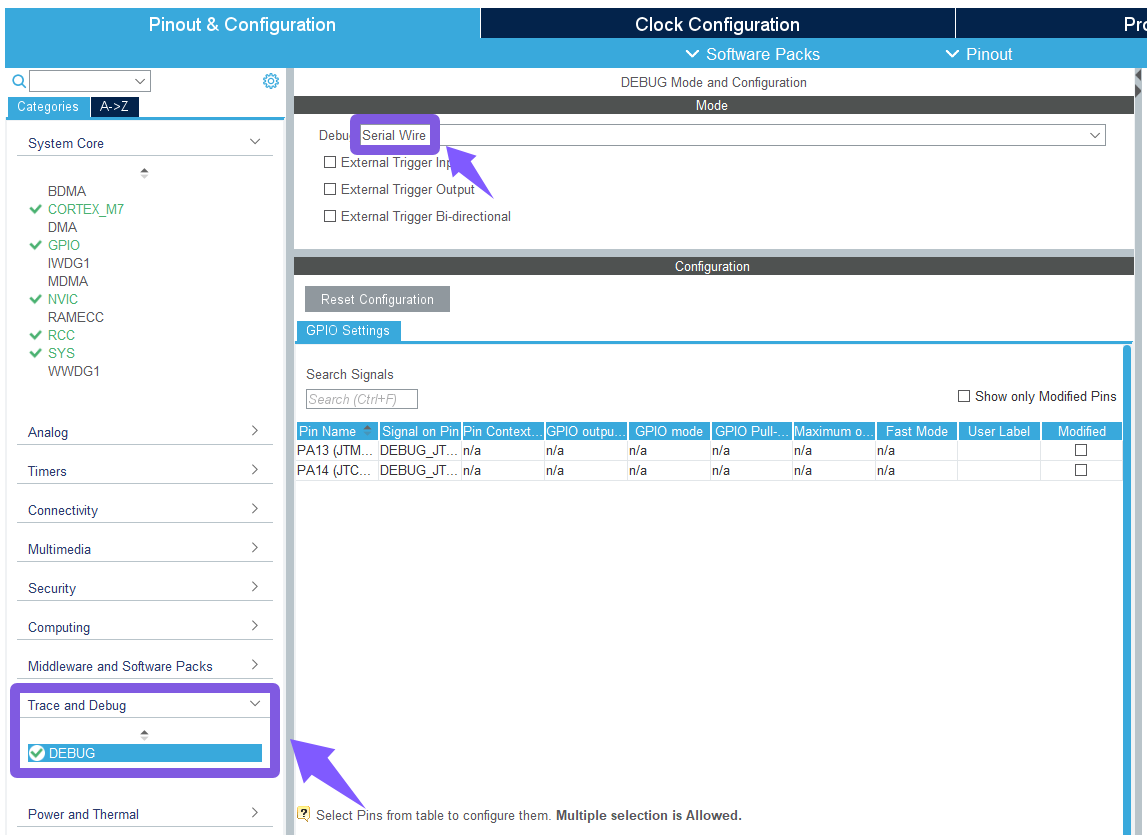 Pinout & Configuration
Clock Configuration
Software Packs
Pinout
Categories
A->Z
System Core
BDMA
CORTEX_M7
DMA
GPIO
IWDG1
MDMA
NVIC
RAMECC
RCC
SYS
WWDG1
Analog
Timers
Connectivity
Multimedia
Security
Computing
Middleware and Software Packs
Trace and Debug
DEBUG
Power and Thermal
DEBUG Mode and Configuration
Mode
Serial Wire
External Trigger
External Trigger Output
External Trigger Bi-directional
Configuration
Reset Configuration
GPIO Settings
Search Signals
Search (Ctrl+F)
Show only Modified Pins
Pin Name Signal on Pin Pin Context... GPIO outpu... GPIO mode GPIO Pull-... Maximum o... Fast Mode User Label Modified
PA13 (JTM... DEBUG_JT... n/a n/a n/a n/a n/a n/a
PA14 (JTC... DEBUG_JT... n/a n/a n/a n/a n/a n/a
Select Pins from table to configure them. Multiple selection is Allowed.